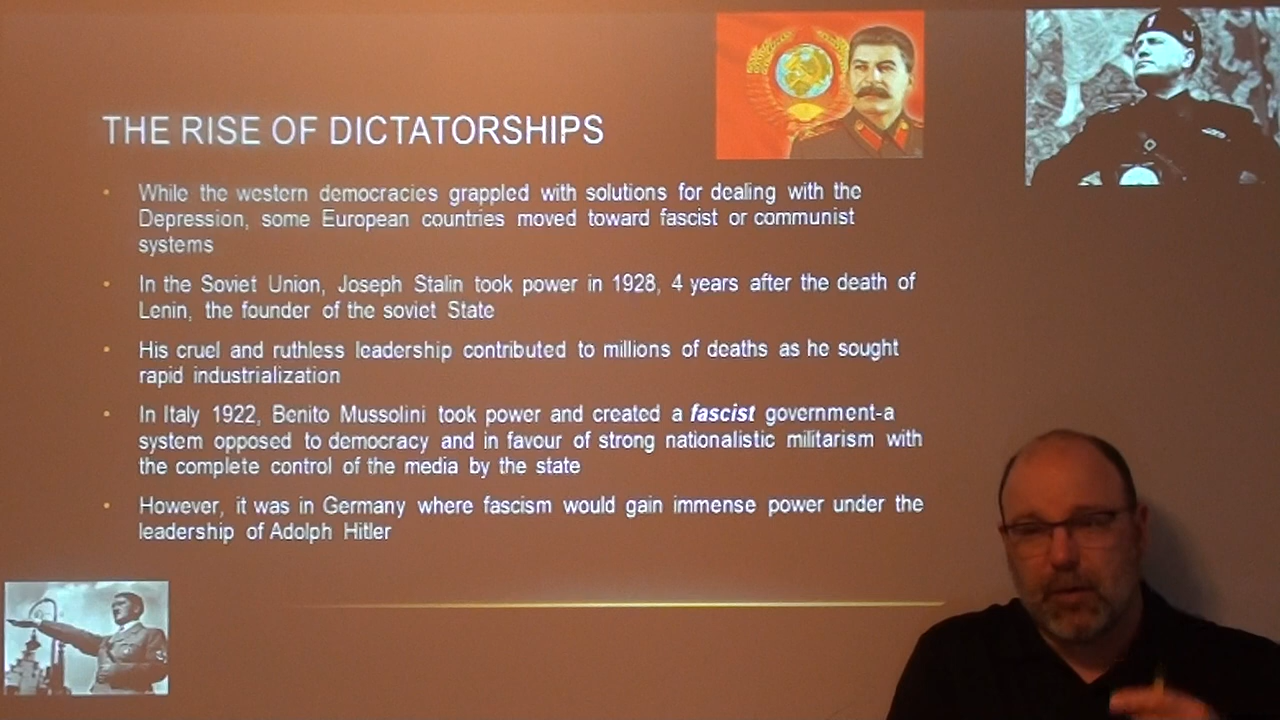 THE RISE OF DICTATORSHIPS
• While the western democracies grappled with solutions for dealing with the
Depression, some European countries moved toward fascist or communist
systems
• In the Soviet Union, Joseph Stalin took power in 1928, 4 years after the death of
Lenin, the founder of the soviet State
• His cruel and ruthless leadership contributed to millions of deaths as he sought
rapid industrialization
• In Italy 1922, Benito Mussolini took power and created a fascist government-a
system opposed to democracy and in favour of strong nationalistic militarism with
the complete control of the media by the state
• However, it was in Germany where fascism would gain immense power under the
leadership of Adolph Hitler